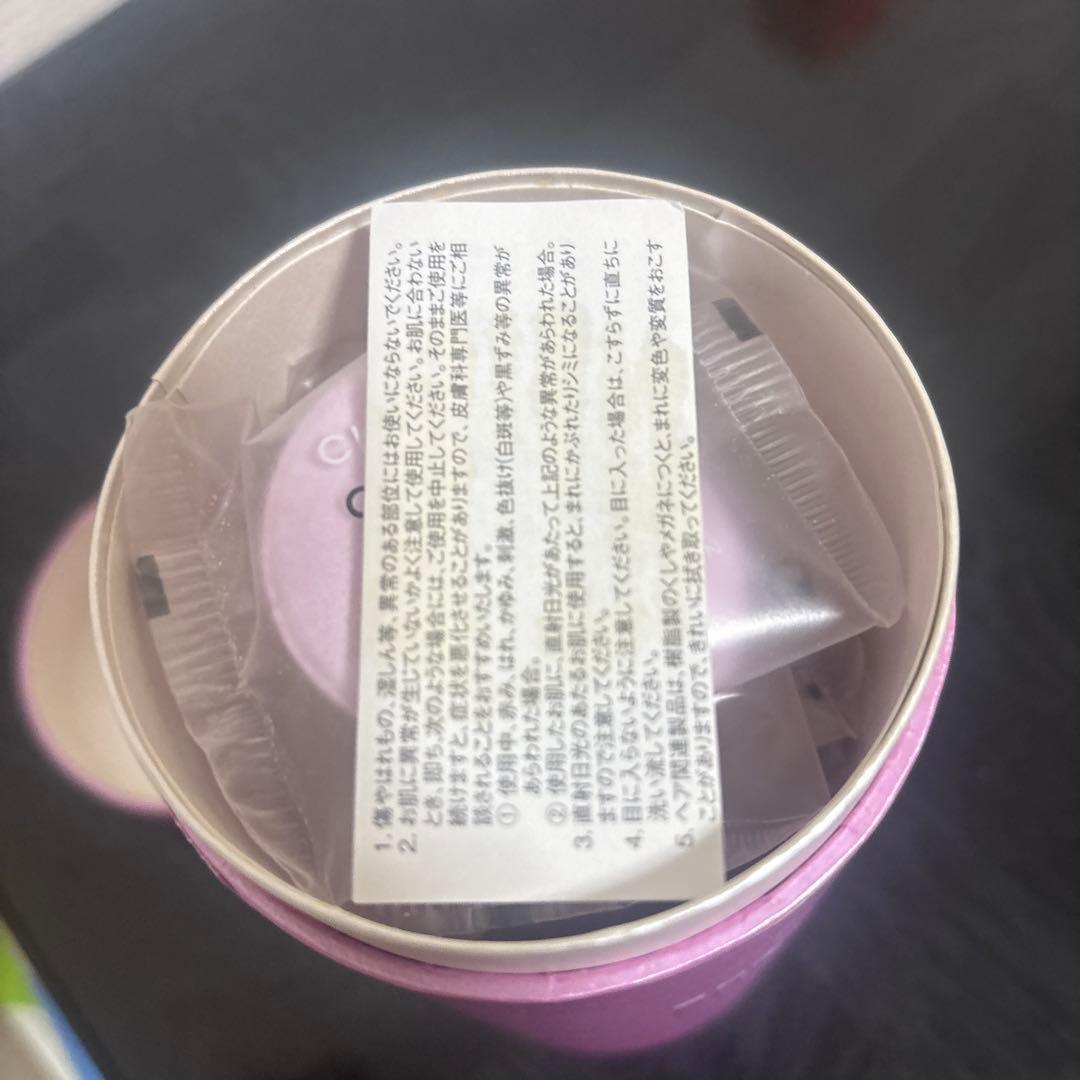 1. 傷やはれもの、湿しん等、異常のある部位にはお使いにならないでください。
2. お肌に異常が生じていないかよく注意して使用してください。お肌に合わない
とき、即ち、次のような場合には、ご使用を中止してください。そのままご使用を
続けますと、症状を悪化させることがありますので、皮膚科専門医等にご相
談されることをおすすめいたします。
① 使用中、赤み、はれ、かゆみ、刺激、色抜け(白斑等)や黒ずみ等の異常が
あらわれた場合。
② 使用したお肌に、直射日光があたって上記のような異常があらわれた場合。
3. 直射日光のあたるお肌に使用すると、まれにかぶれたりシミになることがあり
ますので注意してください。
4. 目に入らないように注意してください。目に入った場合は、こすらずに直ちに
洗い流してください。
5. ヘア関連製品は、樹脂製のくしやメガネにつくと、まれに変色や変質をおこす
ことがありますので、きれいに拭き取ってください。